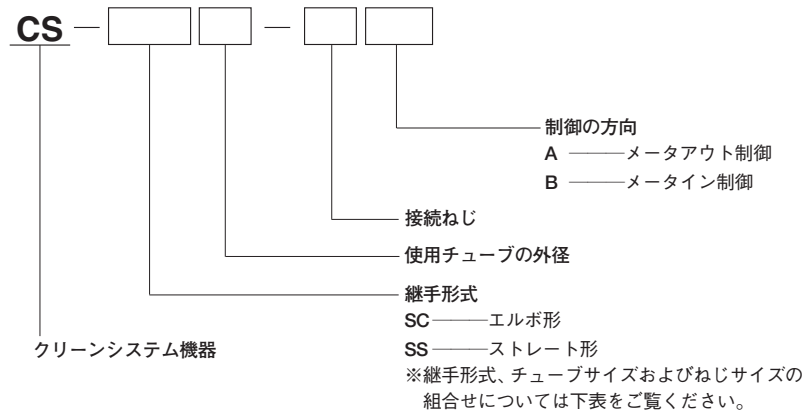 CS — —
制御の方向
A ———メータアウト制御
B ———メータイン制御
接続ねじ
使用チューブの外径
継手形式
SC———エルボ形
SS———ストレート形
※継手形式、チューブサイズおよびねじサイズの
組合せについては下表をご覧ください。
クリーンシステム機器